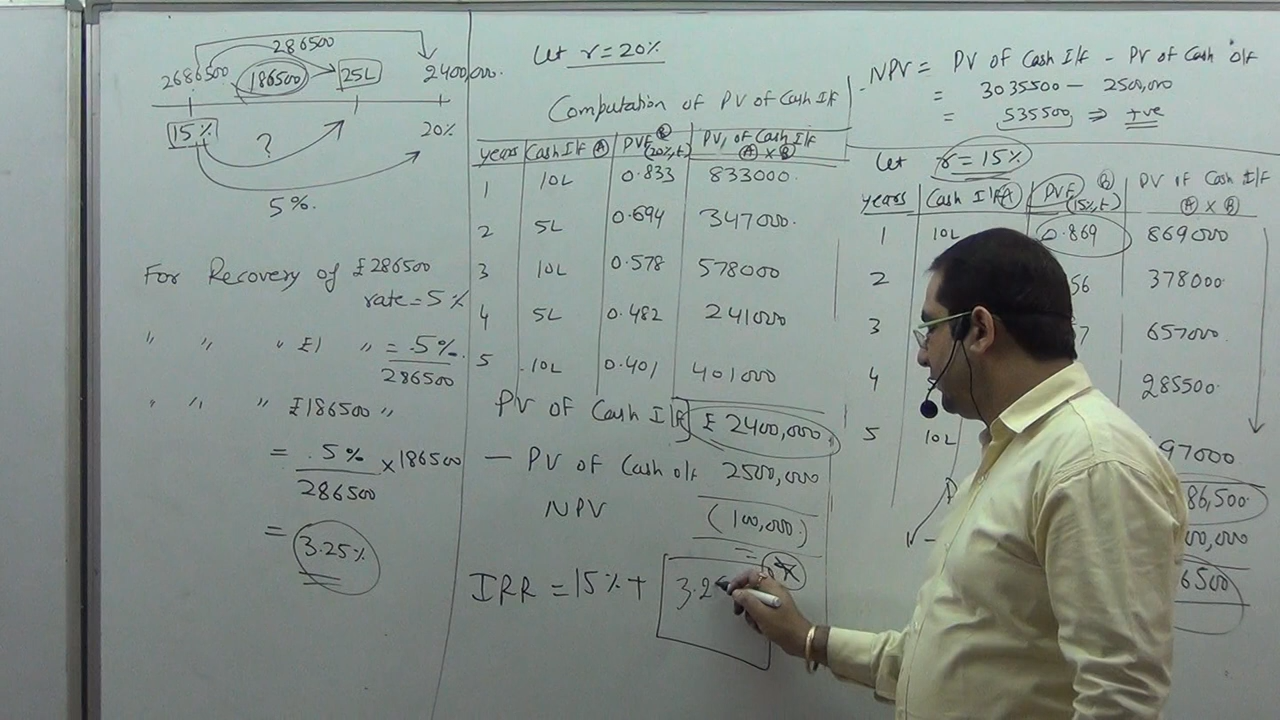 286500
2686500 186500 25L 2400,000.
15% ? 20%
5%.
For Recovery of £286500
rate = 5%
" " " £1 " = .5%
286500
" " " £186500 "
= .5% × 186500
286500
= 3.25%
Let r = 20%
Computation of PV of Cash I/f
years Cash I/f Ⓐ PVF Ⓑ (20%,t) PV, of Cash I/f Ⓐ × Ⓑ
1 10L 0.833 833000.
2 5L 0.694 347000.
3 10L 0.578 578000
4 5L 0.482 241000
5 10L 0.401 401000
PV of Cash I/f £ 2400,000
— PV of Cash o/f 2500,000
NPV (100,000)
IRR = 15% + 3.2
NPV = PV of Cash I/f - PV of Cash o/f
= 3035500 - 2500,000
= 535500 ⇒ +ve
Let r = 15%
years Cash I/f Ⓐ PVF Ⓑ (15%,t) PV of Cash I/f Ⓐ × Ⓑ
1 10L 0.869 869000
2 56 378000
3 7 657000
4 285500
5 10L 97000
86,500
00,000
6500